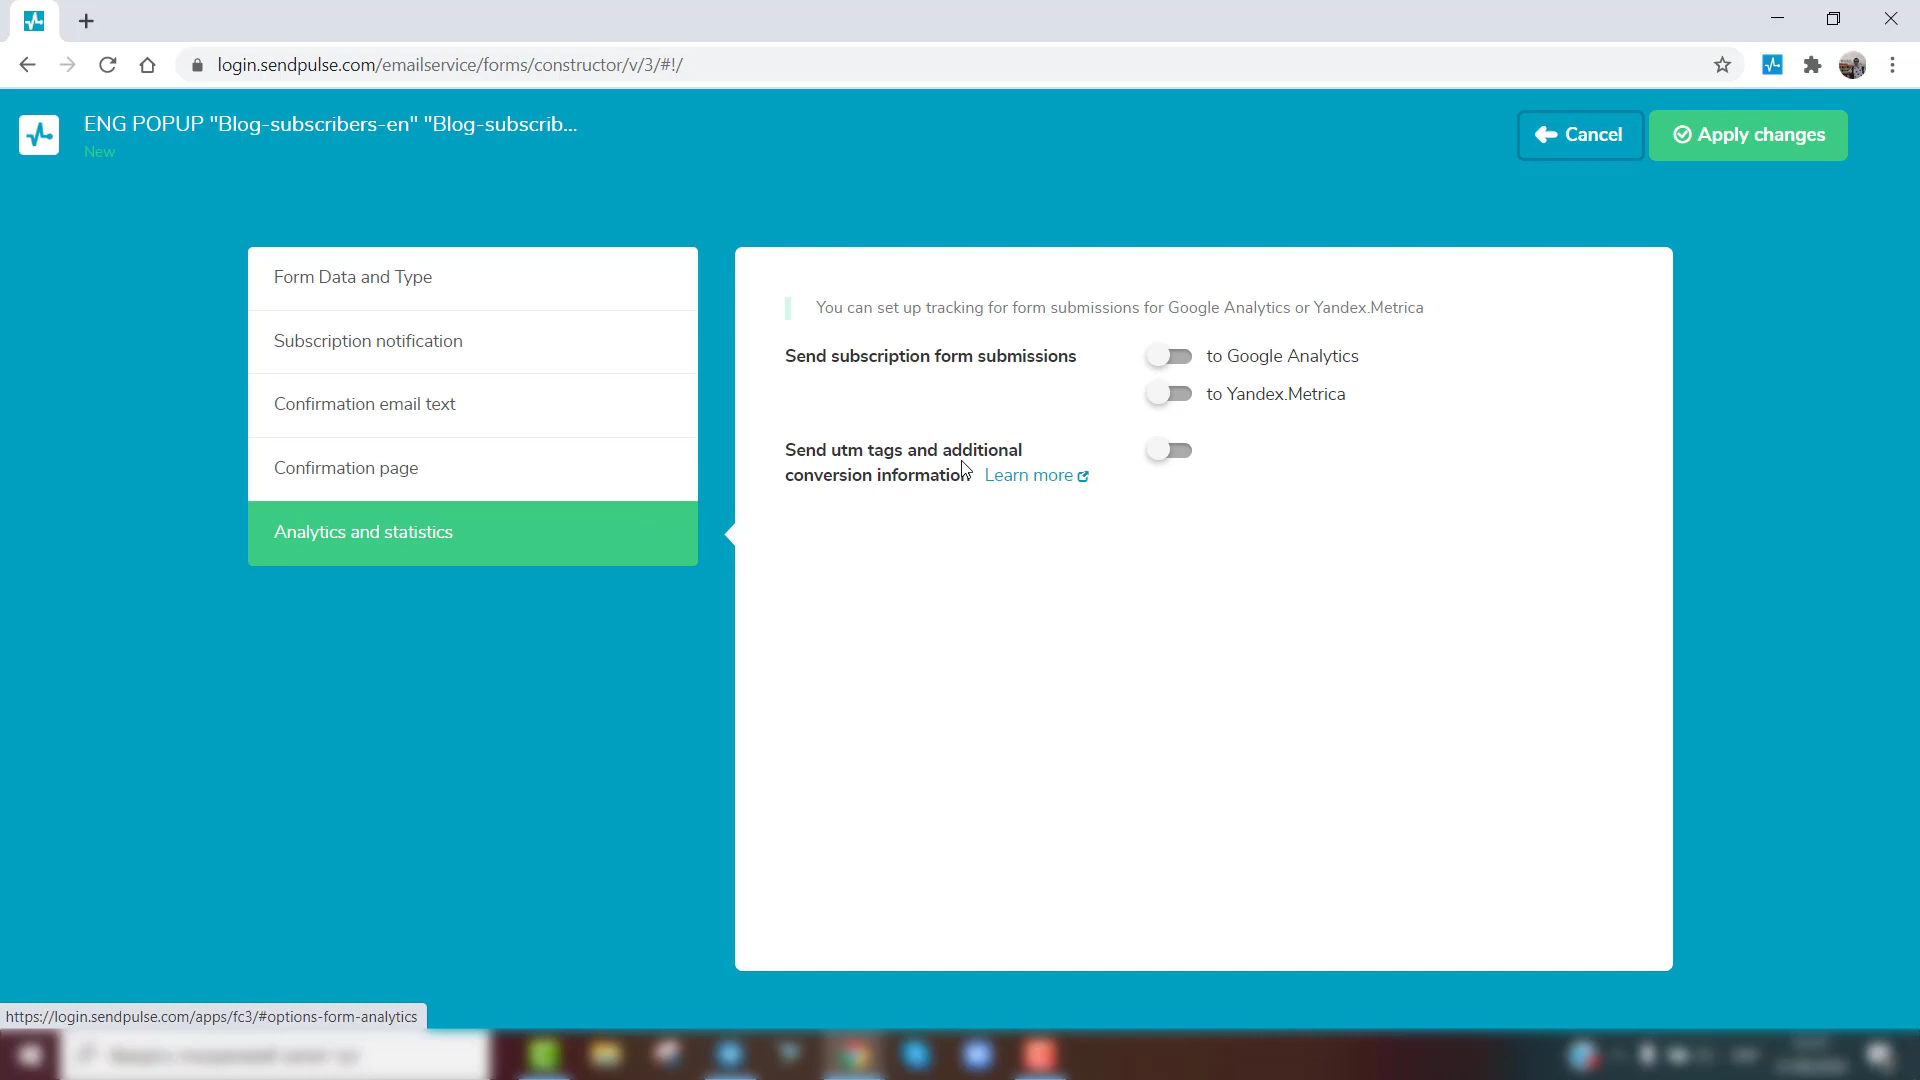 login.sendpulse.com/emailservice/forms/constructor/v/3/#!/
ENG POPUP "Blog-subscribers-en" "Blog-subscrib...
New
Cancel
Apply changes
Form Data and Type
Subscription notification
Confirmation email text
Confirmation page
Analytics and statistics
You can set up tracking for form submissions for Google Analytics or Yandex.Metrica
Send subscription form submissions
to Google Analytics
to Yandex.Metrica
Send utm tags and additional
conversion information Learn more
https://login.sendpulse.com/apps/fc3/#options-form-analytics